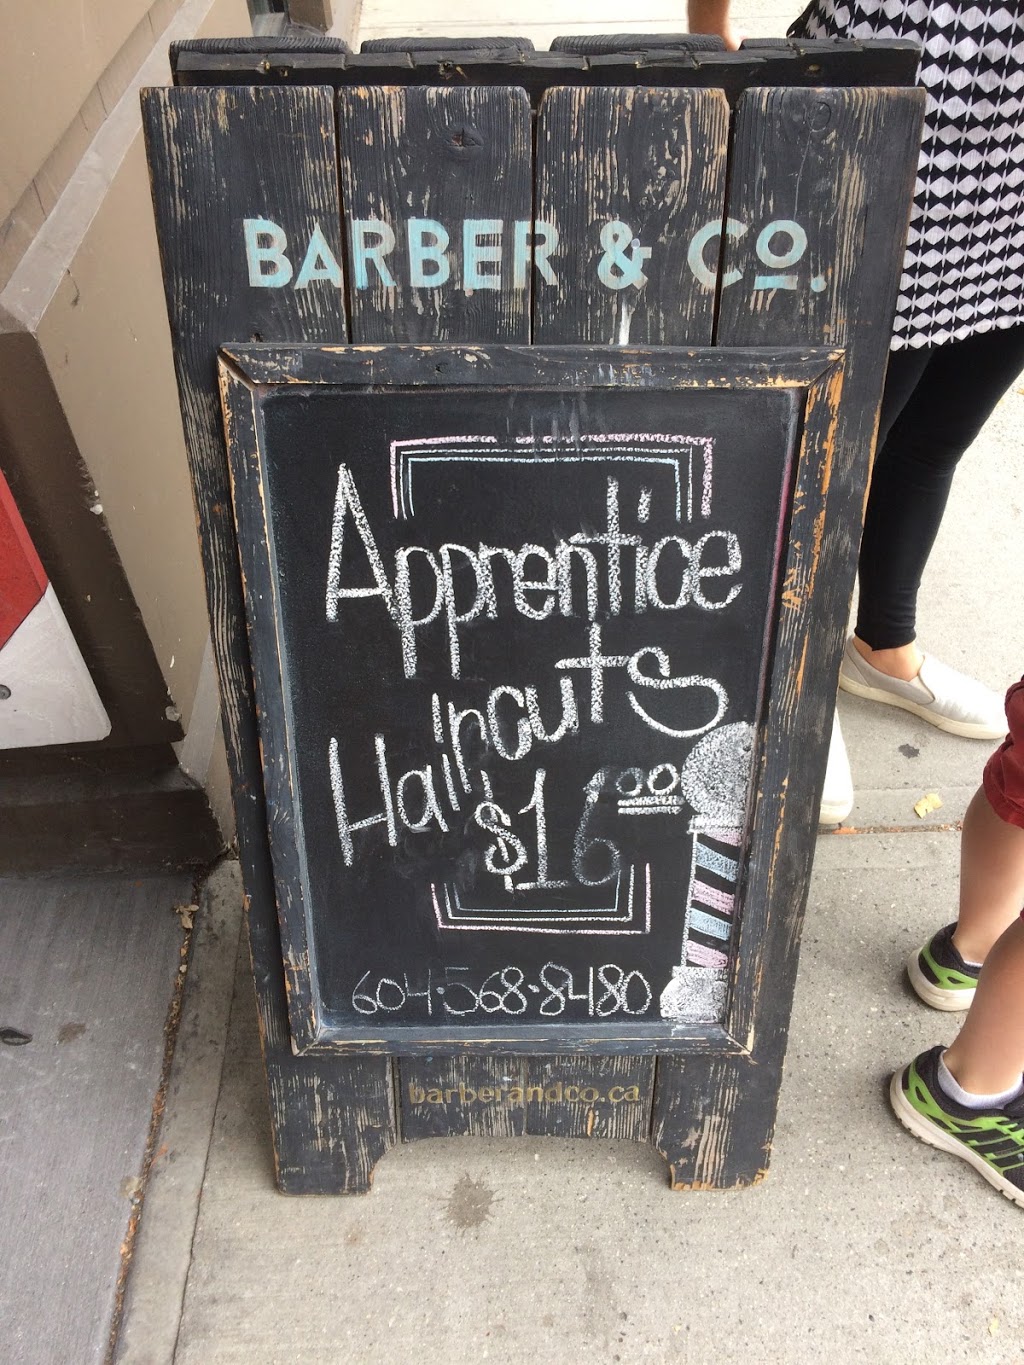 BARBER & Co.
Apprentice
Haircuts
$16.00
604.568.8480
barberandco.ca